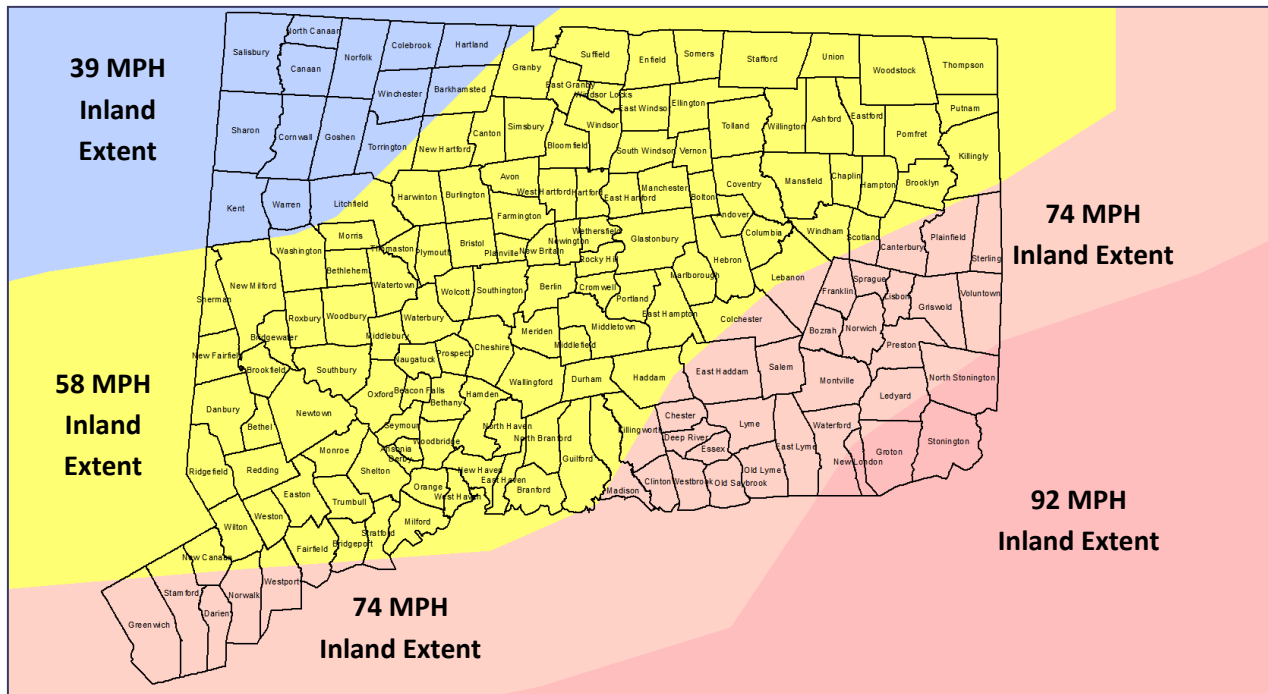 39 MPH
Inland
Extent
58 MPH
Inland
Extent
74 MPH
Inland Extent
92 MPH
Inland Extent
74 MPH
Inland Extent
North Canaan
Salisbury
Canaan
Norfolk
Colebrook
Hartland
Winchester
Barkhamsted
Sharon
Cornwall
Goshen
Torrington
Kent
Warren
Litchfield
Granby
Suffield
East Granby
Windsor Locks
Enfield
Somers
Stafford
Union
Woodstock
Thompson
Putnam
New Hartford
Canton
Simsbury
Bloomfield
Windsor
East Windsor
Ellington
Tolland
Willington
Ashford
Eastford
Pomfret
Killingly
South Windsor
Vernon
Harwinton
Burlington
Avon
West Hartford
Hartford
East Hartford
Manchester
Bolton
Coventry
Mansfield
Chaplin
Hampton
Brooklyn
Farmington
Andover
Columbia
Windham
Scotland
Canterbury
Plainfield
Sterling
Washington
Morris
Thomaston
Plymouth
Bristol
Plainville
New Britain
Newington
Wethersfield
Rocky Hill
Glastonbury
Hebron
Marlborough
Lebanon
Franklin
Sprague
Lisbon
Griswold
Voluntown
Bethlehem
Watertown
Wolcott
Southington
Berlin
Cromwell
Portland
East Hampton
Colchester
Bozrah
Norwich
Preston
Sherman
New Milford
Roxbury
Woodbury
Waterbury
Middlebury
Bridgewater
New Fairfield
Brookfield
Southbury
Naugatuck
Prospect
Cheshire
Meriden
Middletown
Middlefield
Wallingford
Durham
Haddam
East Haddam
Salem
Montville
Ledyard
North Stonington
Danbury
Bethel
Newtown
Oxford
Beacon Falls
Bethany
Hamden
Seymour
Woodbridge
North Haven
North Branford
Guilford
Killingworth
Chester
Deep River
Essex
Lyme
East Lyme
Waterford
New London
Groton
Stonington
Ridgefield
Redding
Monroe
Shelton
Ansonia
Derby
Orange
New Haven
West Haven
East Haven
Branford
Madison
Clinton
Westbrook
Old Saybrook
Old Lyme
Easton
Trumbull
Milford
Stratford
Bridgeport
Wilton
Weston
Fairfield
New Canaan
Westport
Norwalk
Stamford
Darien
Greenwich